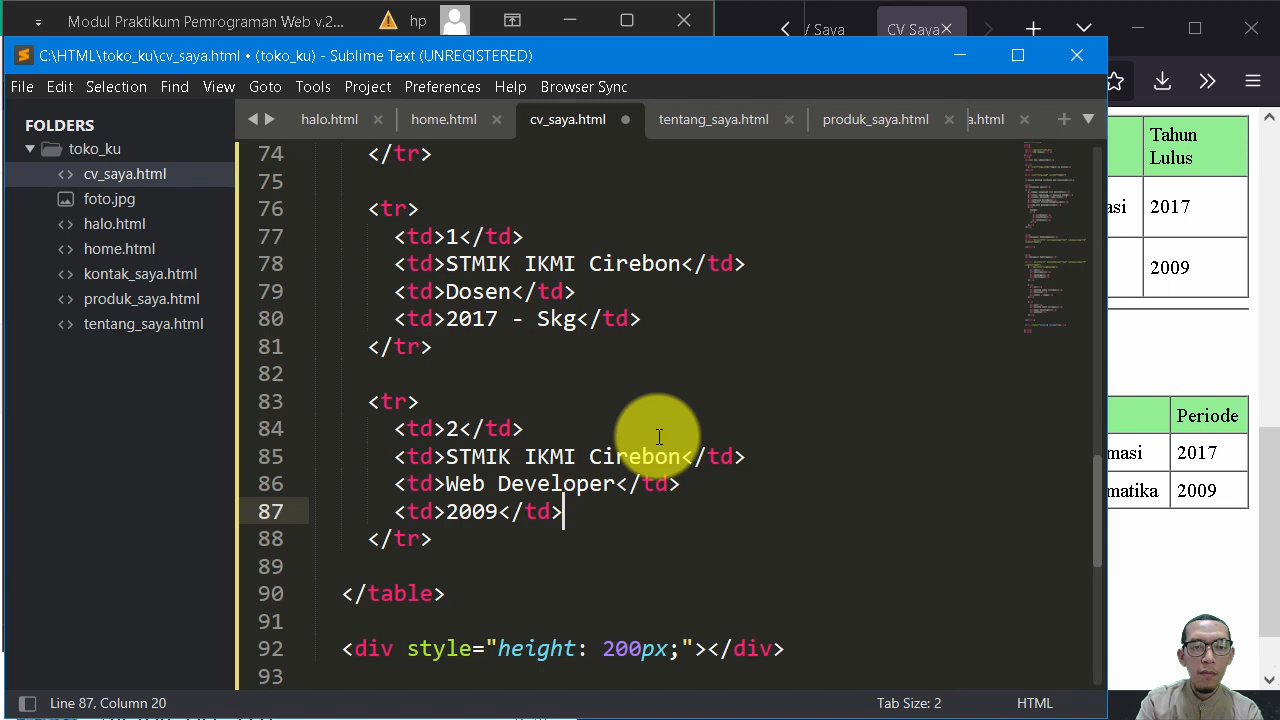 Modul Praktikum Pemrograman Web v.2...
hp
/ Saya
CV Saya
C:\HTML\toko_ku\cv_saya.html • (toko_ku) - Sublime Text (UNREGISTERED)
File Edit Selection Find View Goto Tools Project Preferences Help Browser Sync
FOLDERS
toko_ku
cv_saya.html
foto.jpg
halo.html
home.html
kontak_saya.html
produk_saya.html
tentang_saya.html
halo.html
home.html
cv_saya.html
tentang_saya.html
produk_saya.html
a.html
74 </tr>
75
76 <tr>
77 <td>1</td>
78 <td>STMIK IKMI Cirebon</td>
79 <td>Dosen</td>
80 <td>2017 - Skg</td>
81 </tr>
82
83 <tr>
84 <td>2</td>
85 <td>STMIK IKMI Cirebon</td>
86 <td>Web Developer</td>
87 <td>2009</td>
88 </tr>
89
90 </table>
91
92 <div style="height: 200px;"></div>
93
Line 87, Column 20
Tab Size: 2
HTML
Tahun
Lulus
asi 2017
2009
Periode
masi 2017
matika 2009